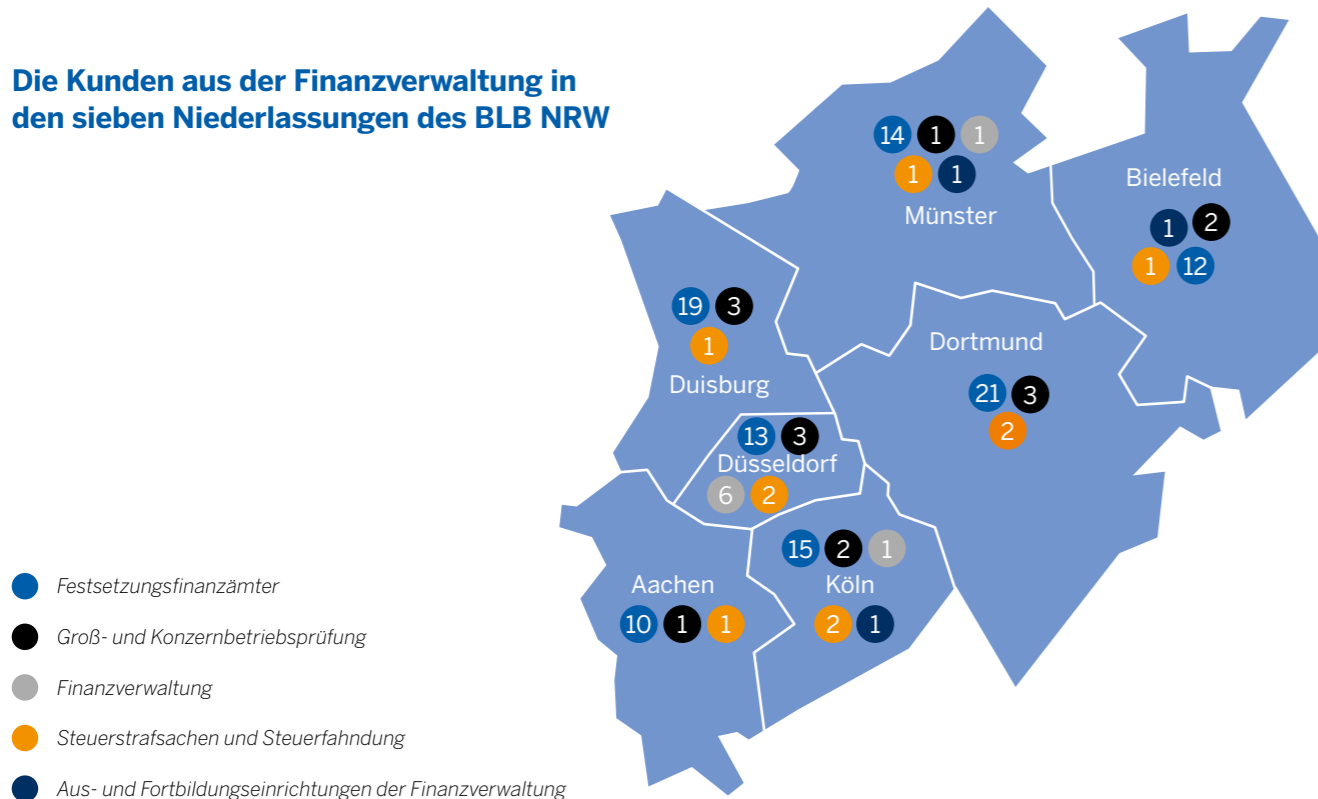 Die Kunden aus der Finanzverwaltung in
den sieben Niederlassungen des BLB NRW
14 1 1
1 1
Münster
Bielefeld
1 2
1 12
19 3
1
Duisburg
Dortmund
21 3
2
13 3
Düsseldorf
6 2
15 2 1
Köln
2 1
Aachen
10 1 1
Festsetzungsfinanzämter
Groß- und Konzernbetriebsprüfung
Finanzverwaltung
Steuerstrafsachen und Steuerfahndung
Aus- und Fortbildungseinrichtungen der Finanzverwaltung